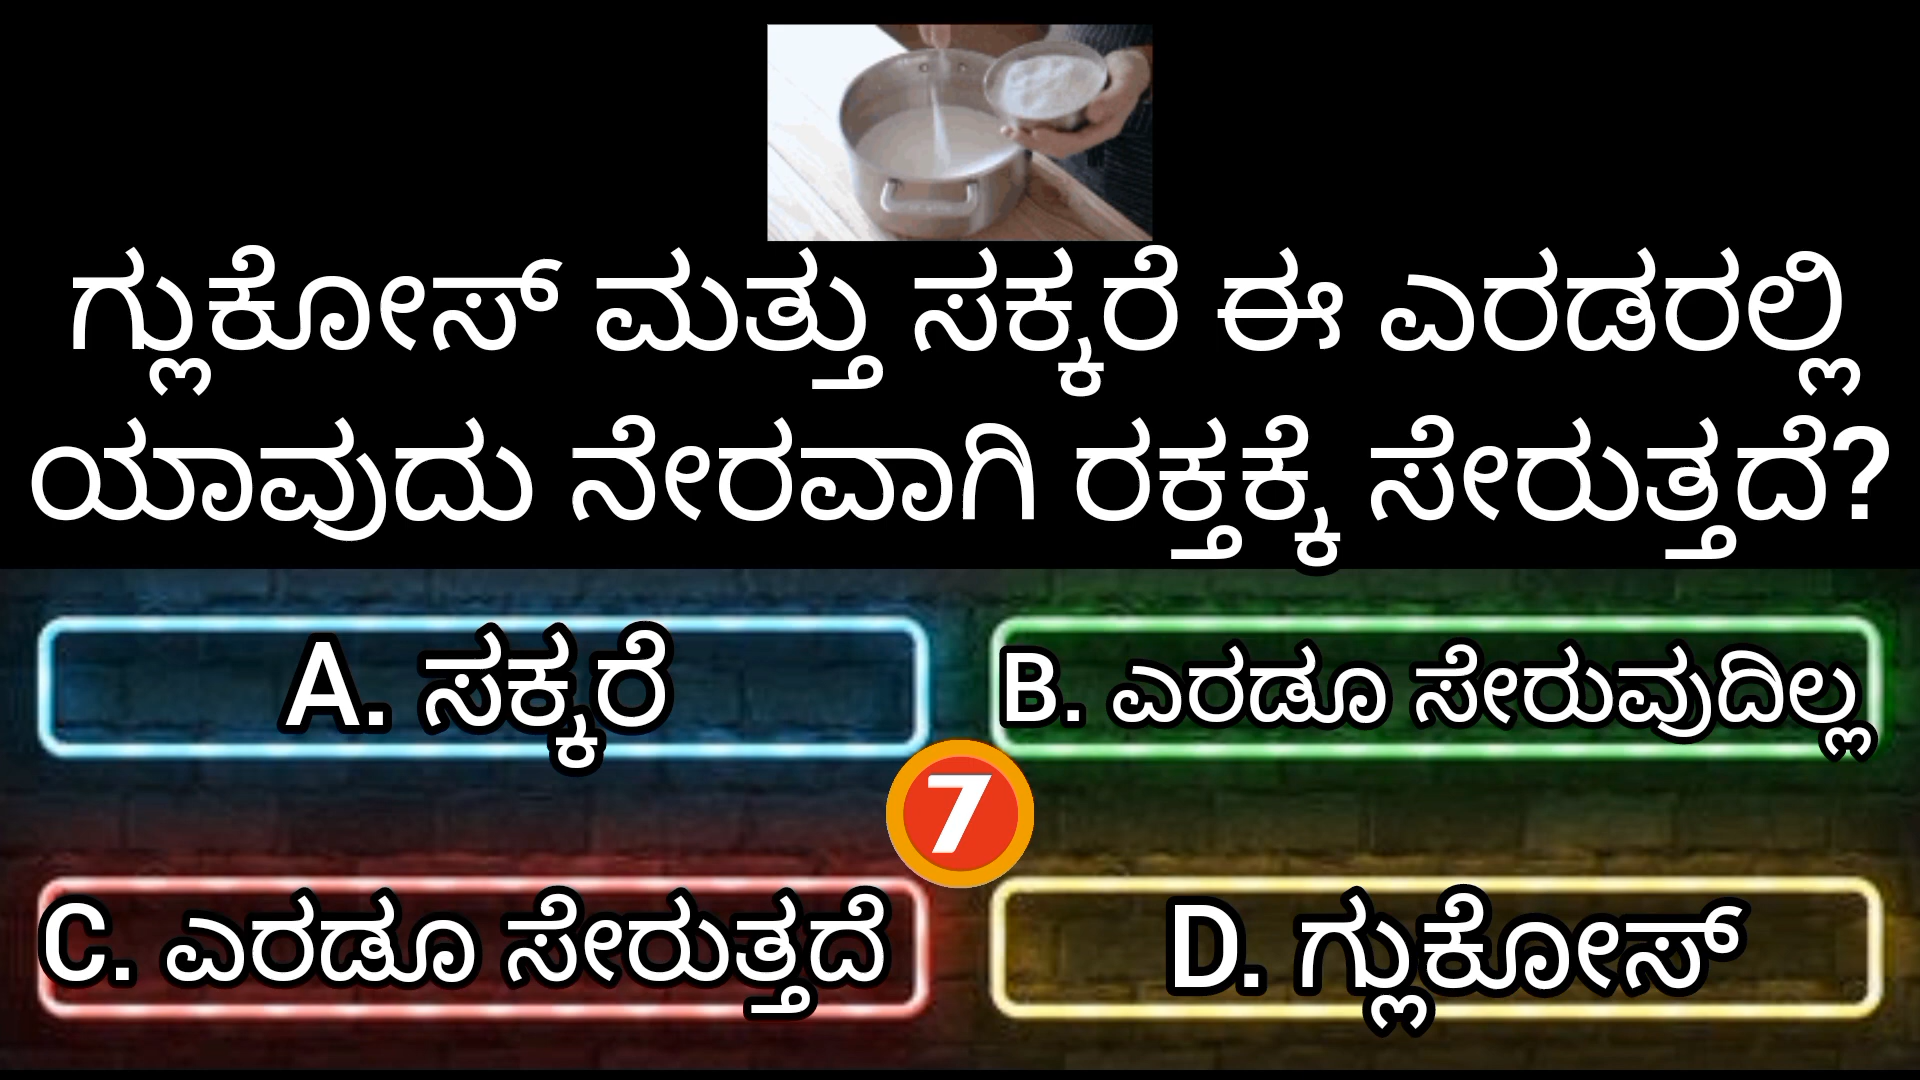 ಗ್ಲುಕೋಸ್ ಮತ್ತು ಸಕ್ಕರೆ ಈ ಎರಡರಲ್ಲಿ
ಯಾವುದು ನೇರವಾಗಿ ರಕ್ತಕ್ಕೆ ಸೇರುತ್ತದೆ?
A. ಸಕ್ಕರೆ
B. ಎರಡೂ ಸೇರುವುದಿಲ್ಲ
7
C. ಎರಡೂ ಸೇರುತ್ತದೆ
D. ಗ್ಲುಕೋಸ್